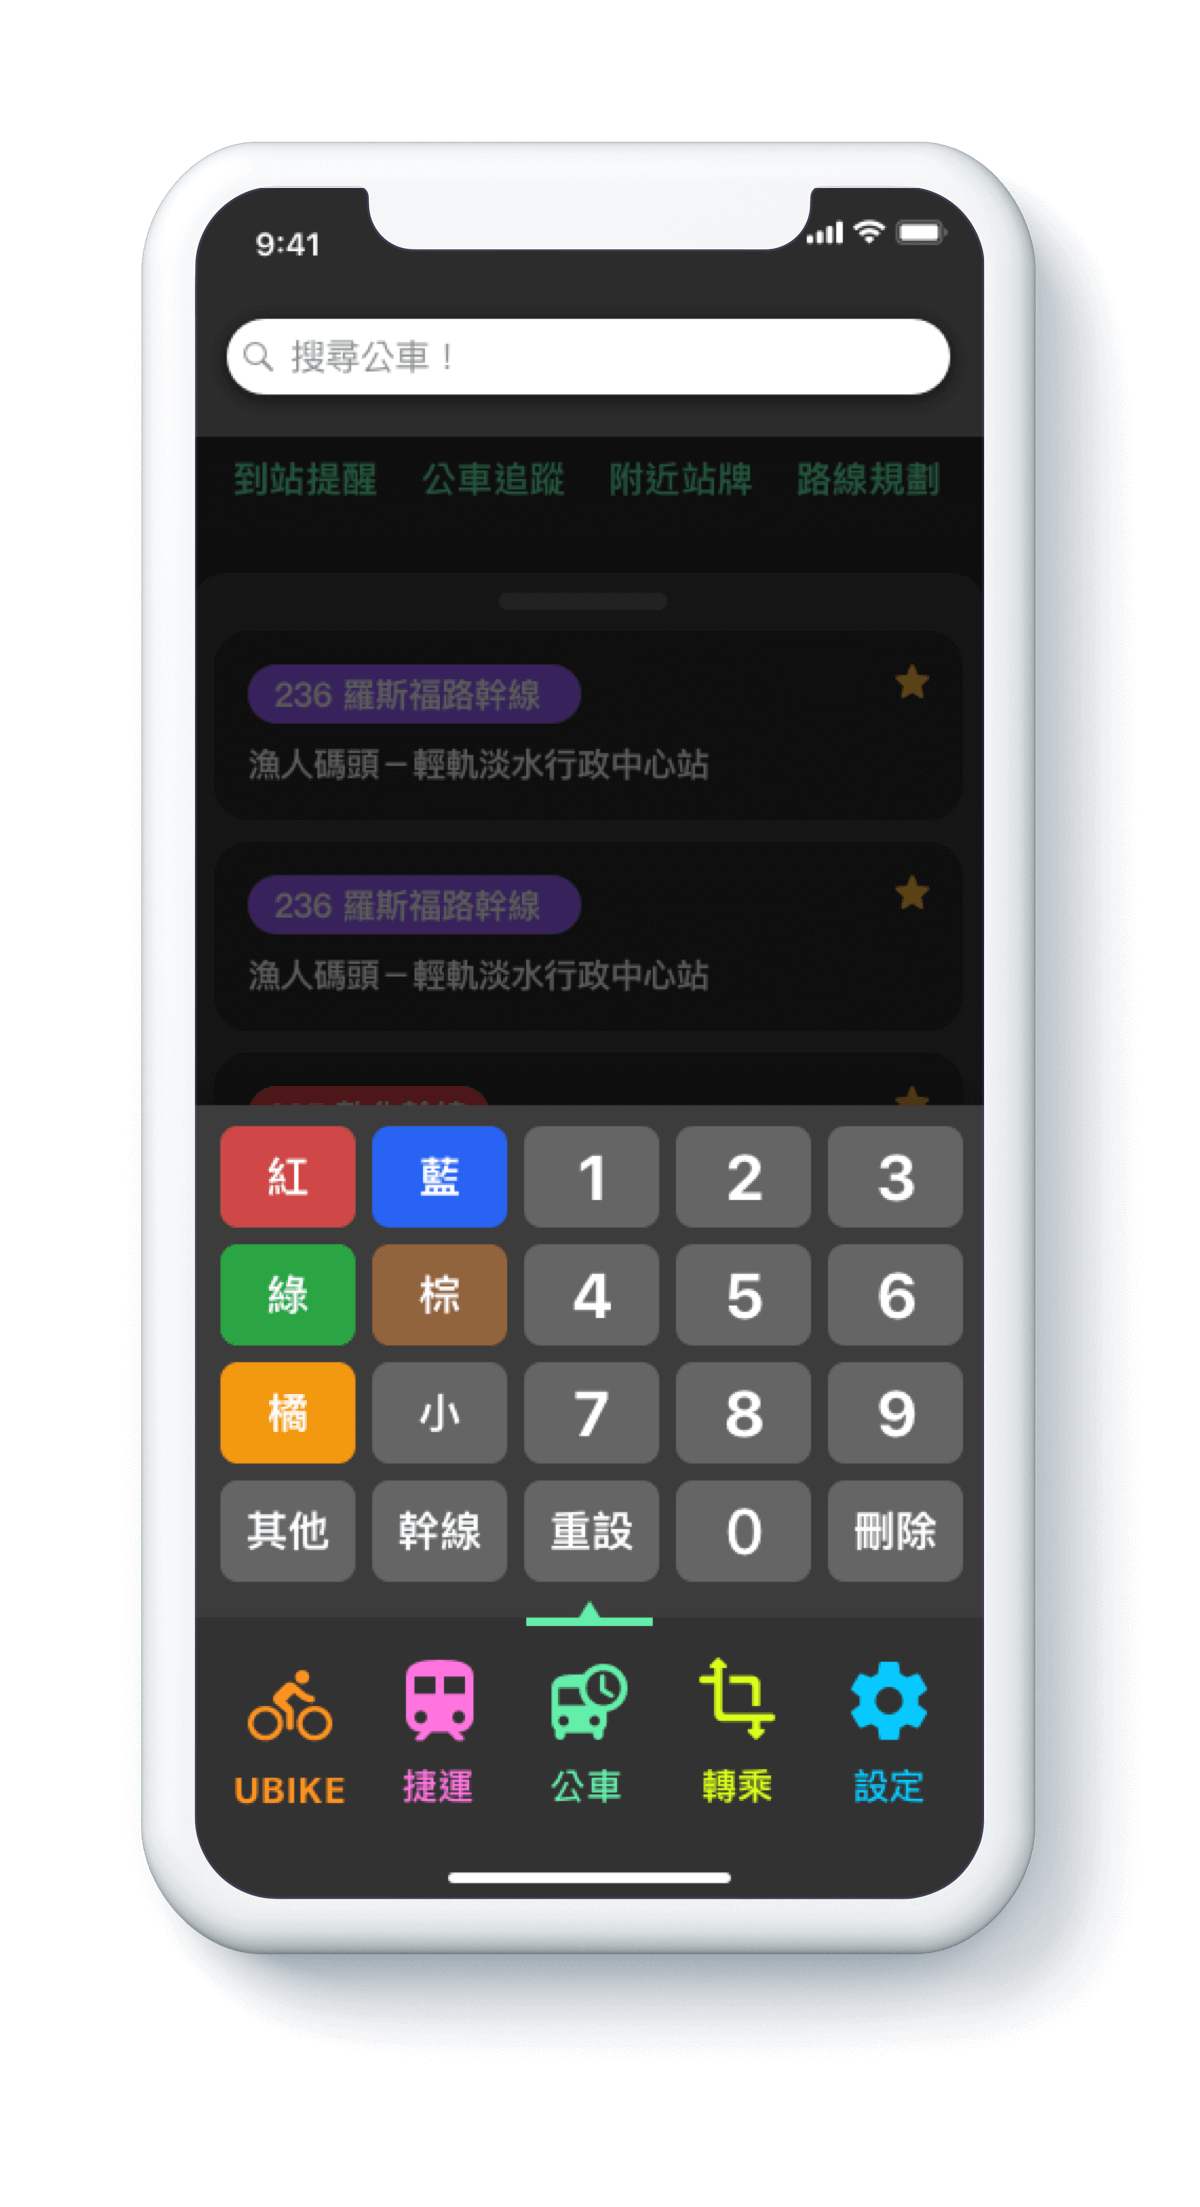 9:41
搜尋公車！
到站提醒 公車追蹤 附近站牌 路線規劃
236 羅斯福路幹線
漁人碼頭－輕軌淡水行政中心站
236 羅斯福路幹線
漁人碼頭－輕軌淡水行政中心站
紅 藍 1 2 3
綠 棕 4 5 6
橘 小 7 8 9
其他 幹線 重設 0 刪除
UBIKE 捷運 公車 轉乘 設定